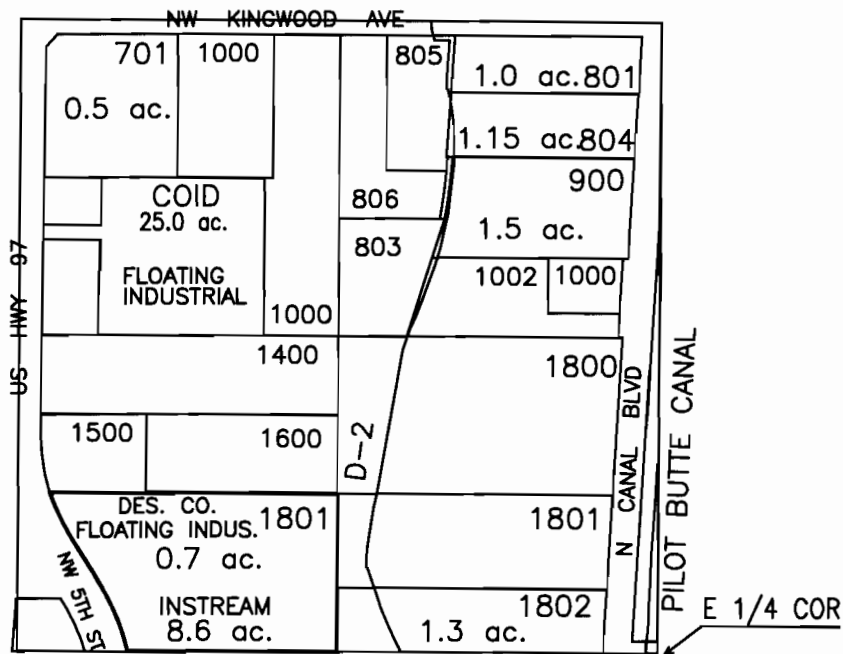 NW KINGWOOD AVE
701
1000
805
1.0 ac. 801
0.5 ac.
1.15 ac. 804
900
COID
25.0 ac.
806
1.5 ac.
803
FLOATING
INDUSTRIAL
1002
1000
1000
US HWY 97
1400
1800
1500
1600
D-2
N CANAL BLVD
PILOT BUTTE CANAL
DES. CO.
FLOATING INDUS.
1801
0.7 ac.
1801
NW 5TH ST
INSTREAM
8.6 ac.
1802
1.3 ac.
E 1/4 COR